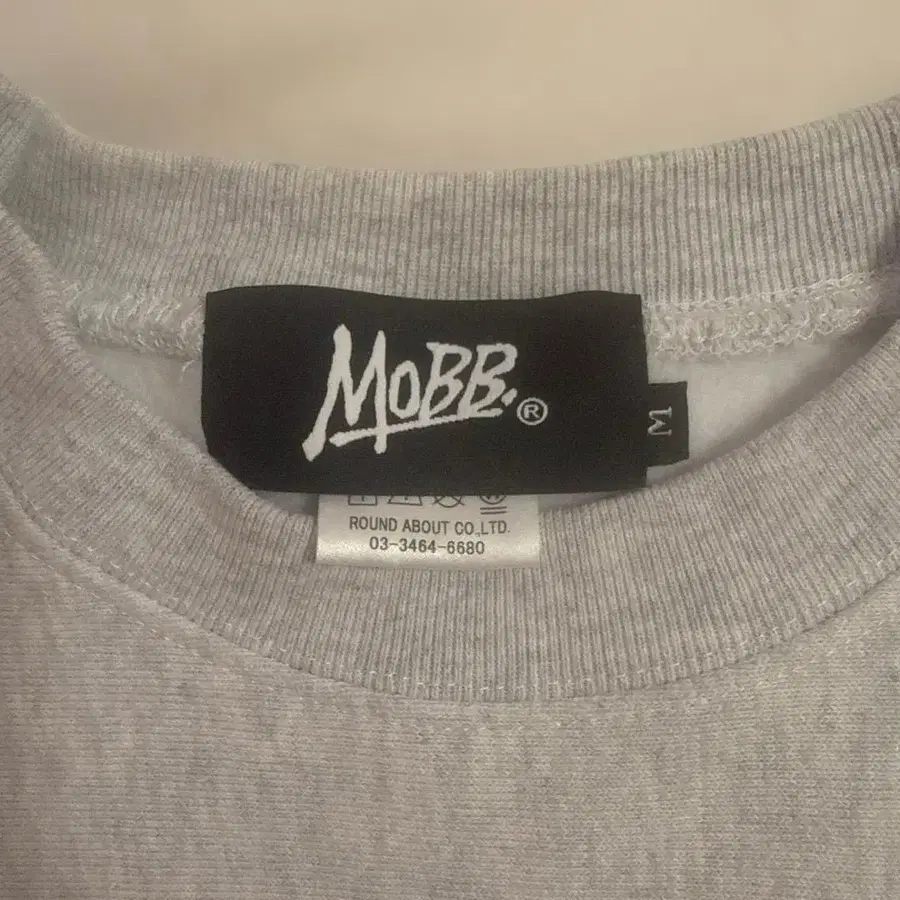 MOBB.®
M
ROUND ABOUT CO.,LTD.
03-3464-6680